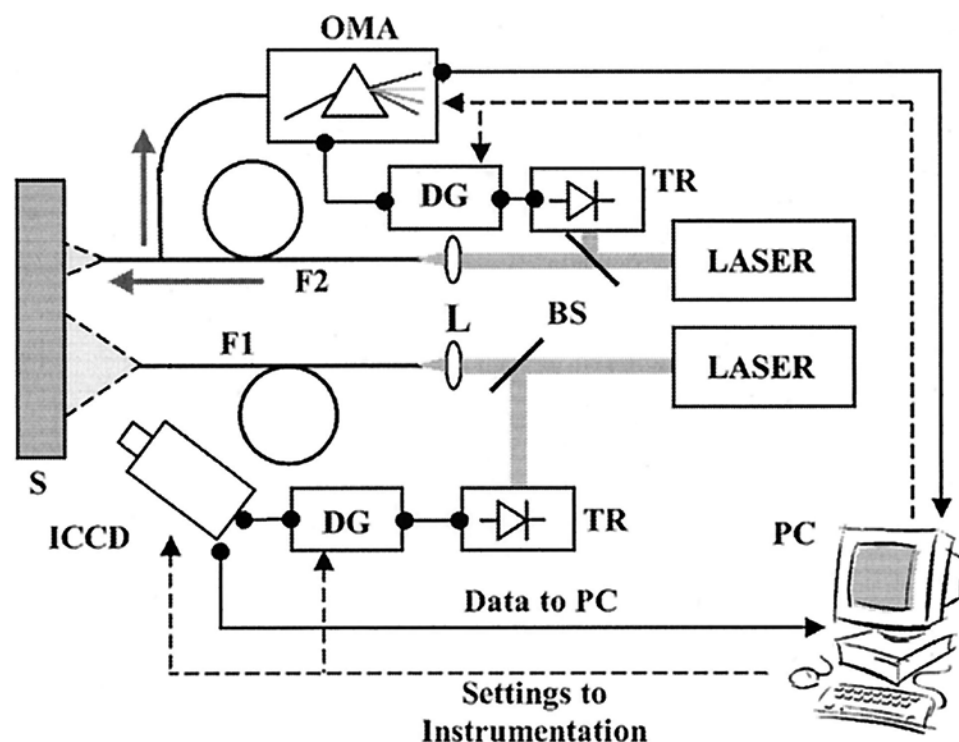 OMA
DG
TR
LASER
F2
L
BS
F1
LASER
S
ICCD
DG
TR
PC
Data to PC
Settings to
Instrumentation